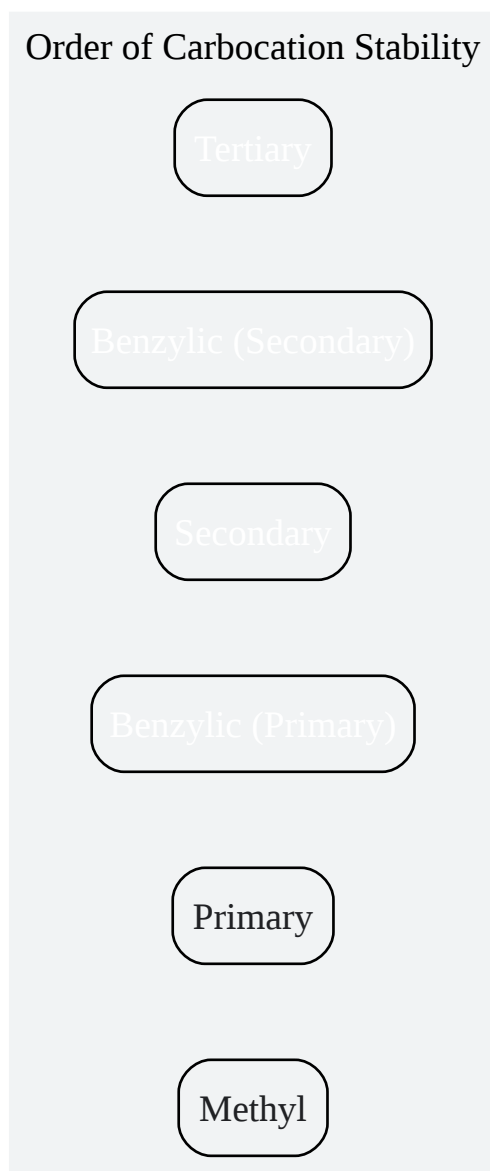 Order of Carbocation Stability
Tertiary
Benzylic (Secondary)
Secondary
Benzylic (Primary)
Primary
Methyl